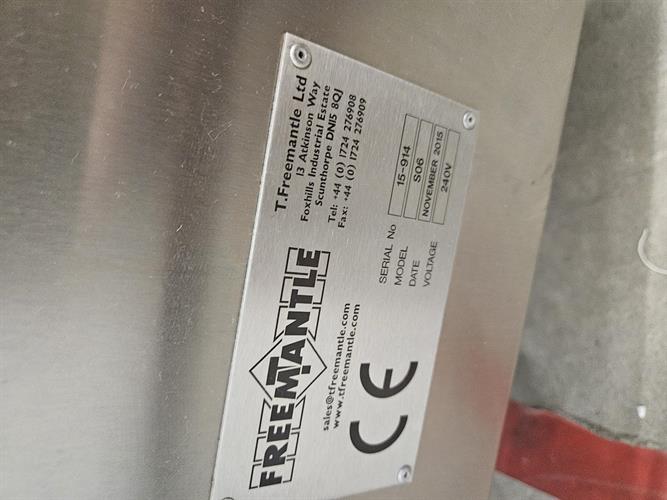 FREEMANTLE
T.Freemantle Ltd
13 Atkinson Way
Foxhills Industrial Estate
Scunthorpe DN15 8QJ
Tel: +44 (0) 1724 276908
Fax: +44 (0) 1724 276909
sales@tfreemantle.com
www.tfreemantle.com
CE
SERIAL No 15-914
MODEL SO6
DATE NOVEMBER 2015
VOLTAGE 240V